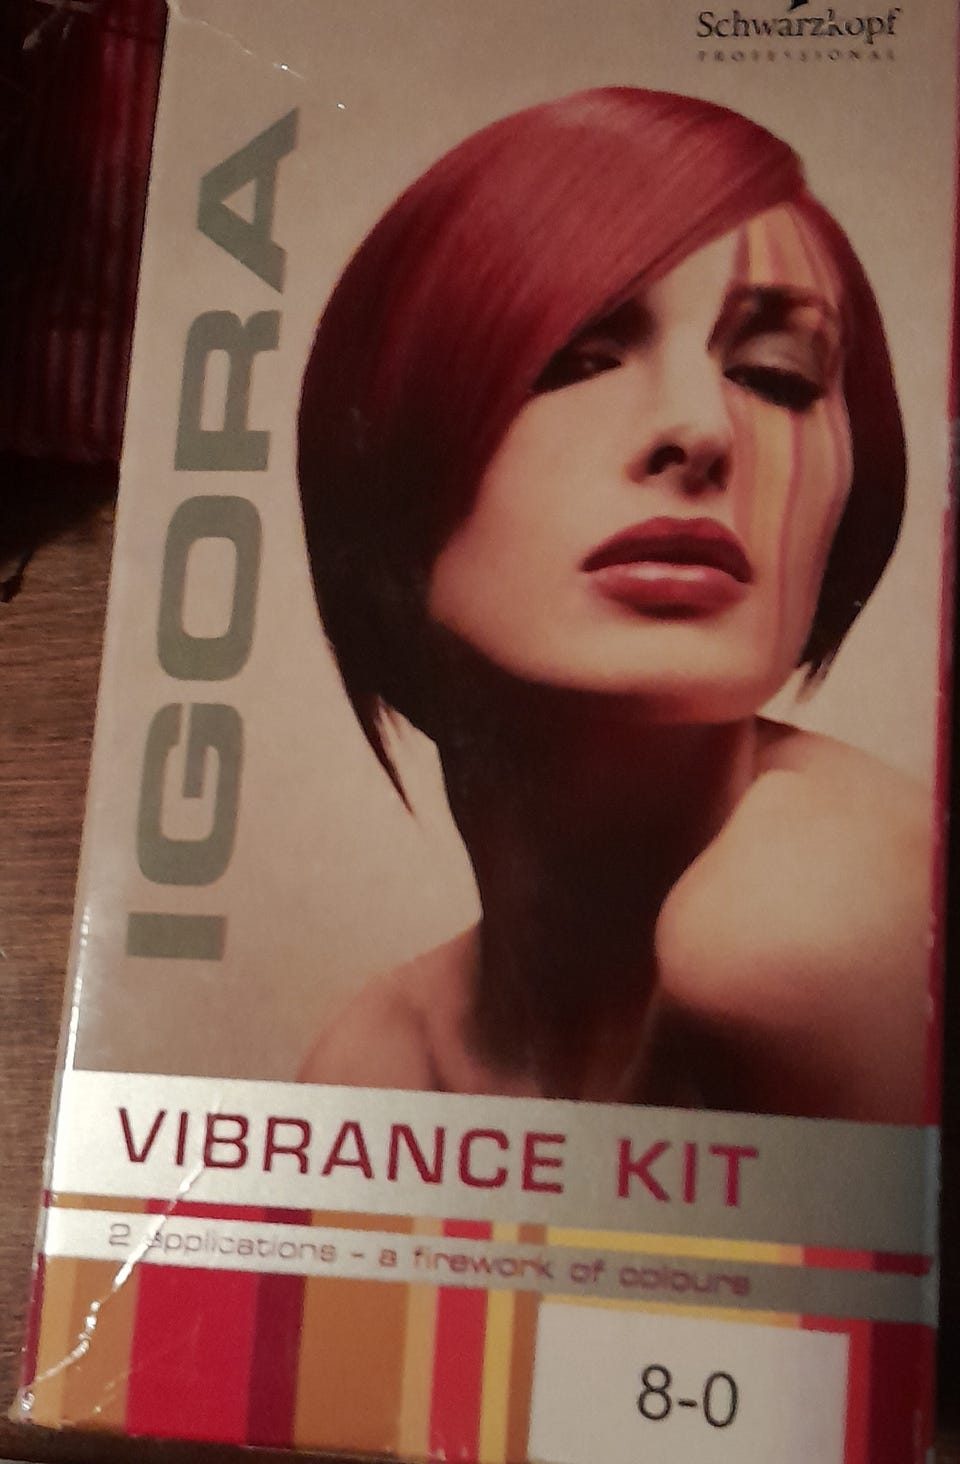 Schwarzkopf
PROFESSIONAL
IGORA
VIBRANCE KIT
2 applications - a firework of colours
8-0